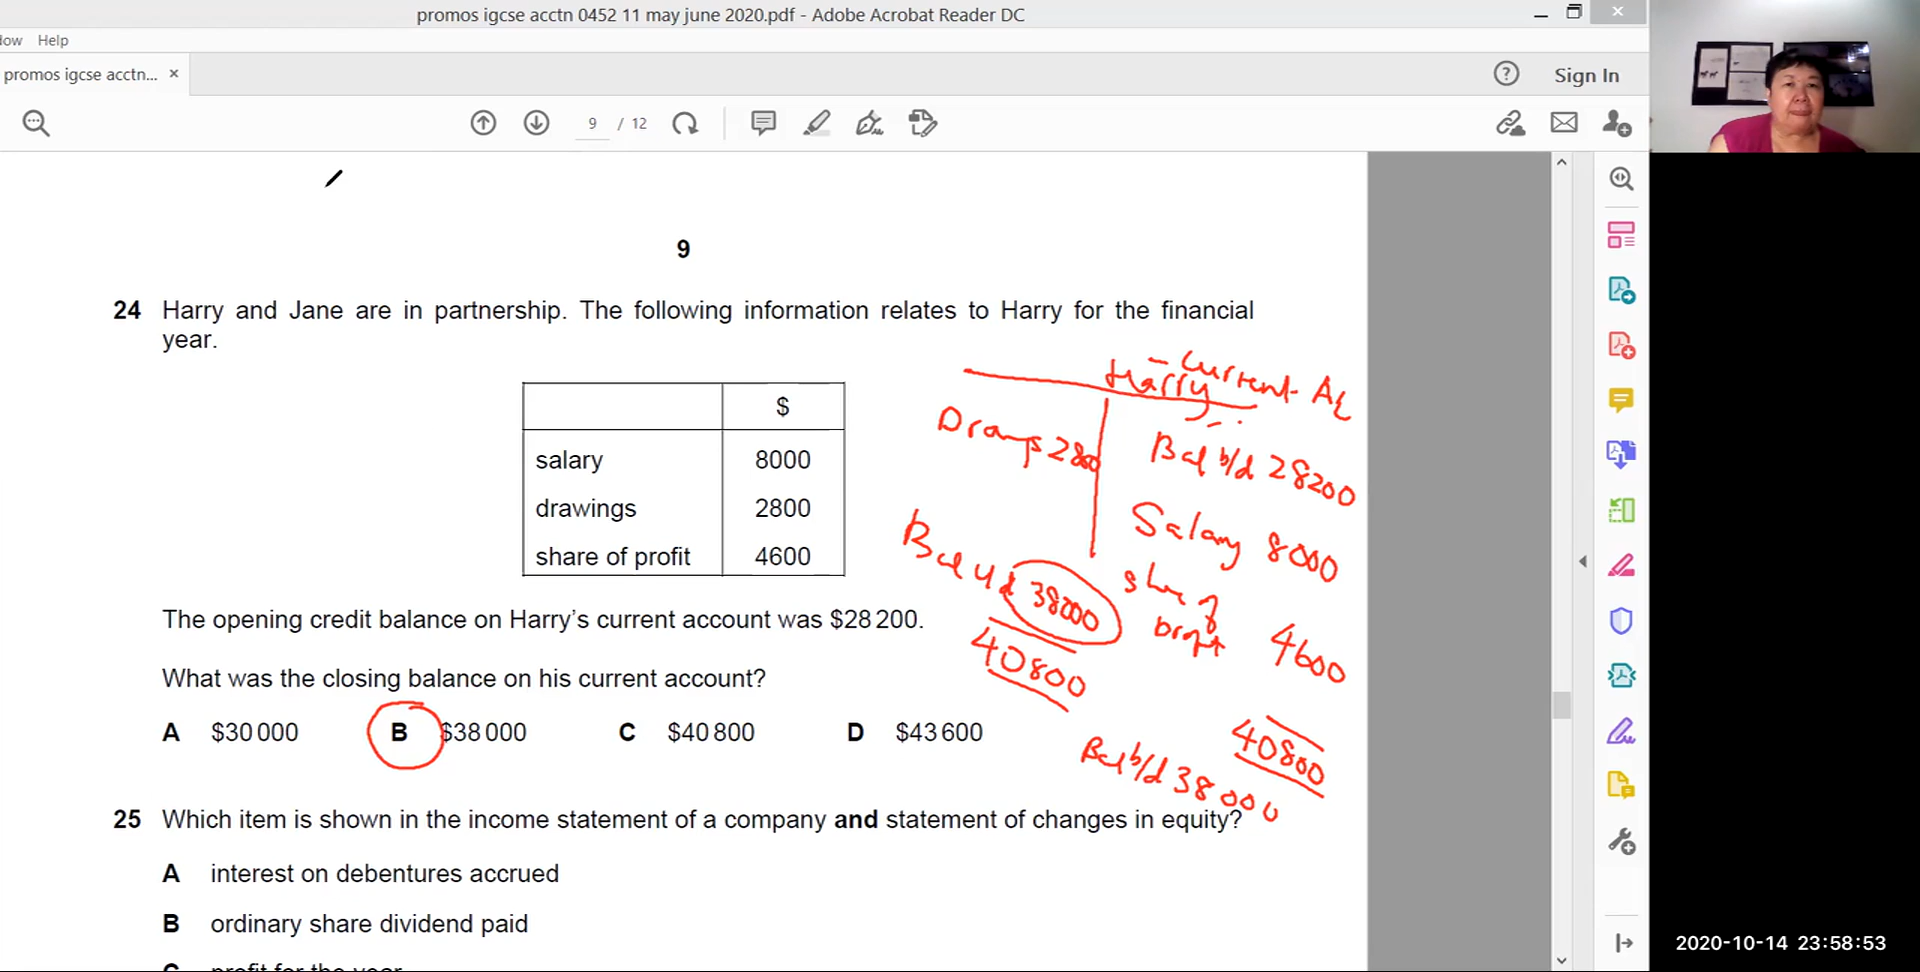 promos igcse acctn 0452 11 may june 2020.pdf - Adobe Acrobat Reader DC
dow Help
promos igcse acctn... ×
Sign In
9 / 12
9
24 Harry and Jane are in partnership. The following information relates to Harry for the financial
year.
$
salary 8000
drawings 2800
share of profit 4600
The opening credit balance on Harry's current account was $28 200.
What was the closing balance on his current account?
A $30 000 B $38 000 C $40 800 D $43 600
Harry - Current A/c
Bal b/d 28200
Salary 8000
share of
4600
40800
38000
40800
Bal b/d 38000
25 Which item is shown in the income statement of a company and statement of changes in equity?
A interest on debentures accrued
B ordinary share dividend paid
C profit for the year
2020-10-14 23:58:53